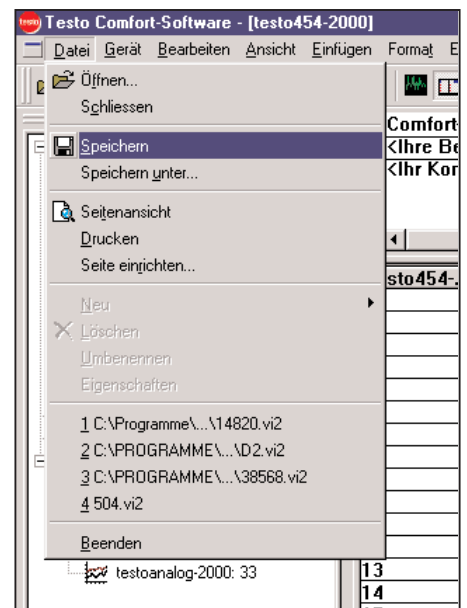 testo Testo Comfort-Software - [testo454-2000]
Datei Gerät Bearbeiten Ansicht Einfügen Format E
Öffnen...
Schliessen
Comfort
Speichern
<Ihre Be
Speichern unter...
<Ihr Kor
Seitenansicht
Drucken
Seite einrichten...
sto454-.
Neu
Löschen
Umbenennen
Eigenschaften
1 C:\Programme\...\14820.vi2
2 C:\PROGRAMME\...\D2.vi2
3 C:\PROGRAMME\...\38568.vi2
4 504.vi2
Beenden
testoanalog-2000: 33
13
14